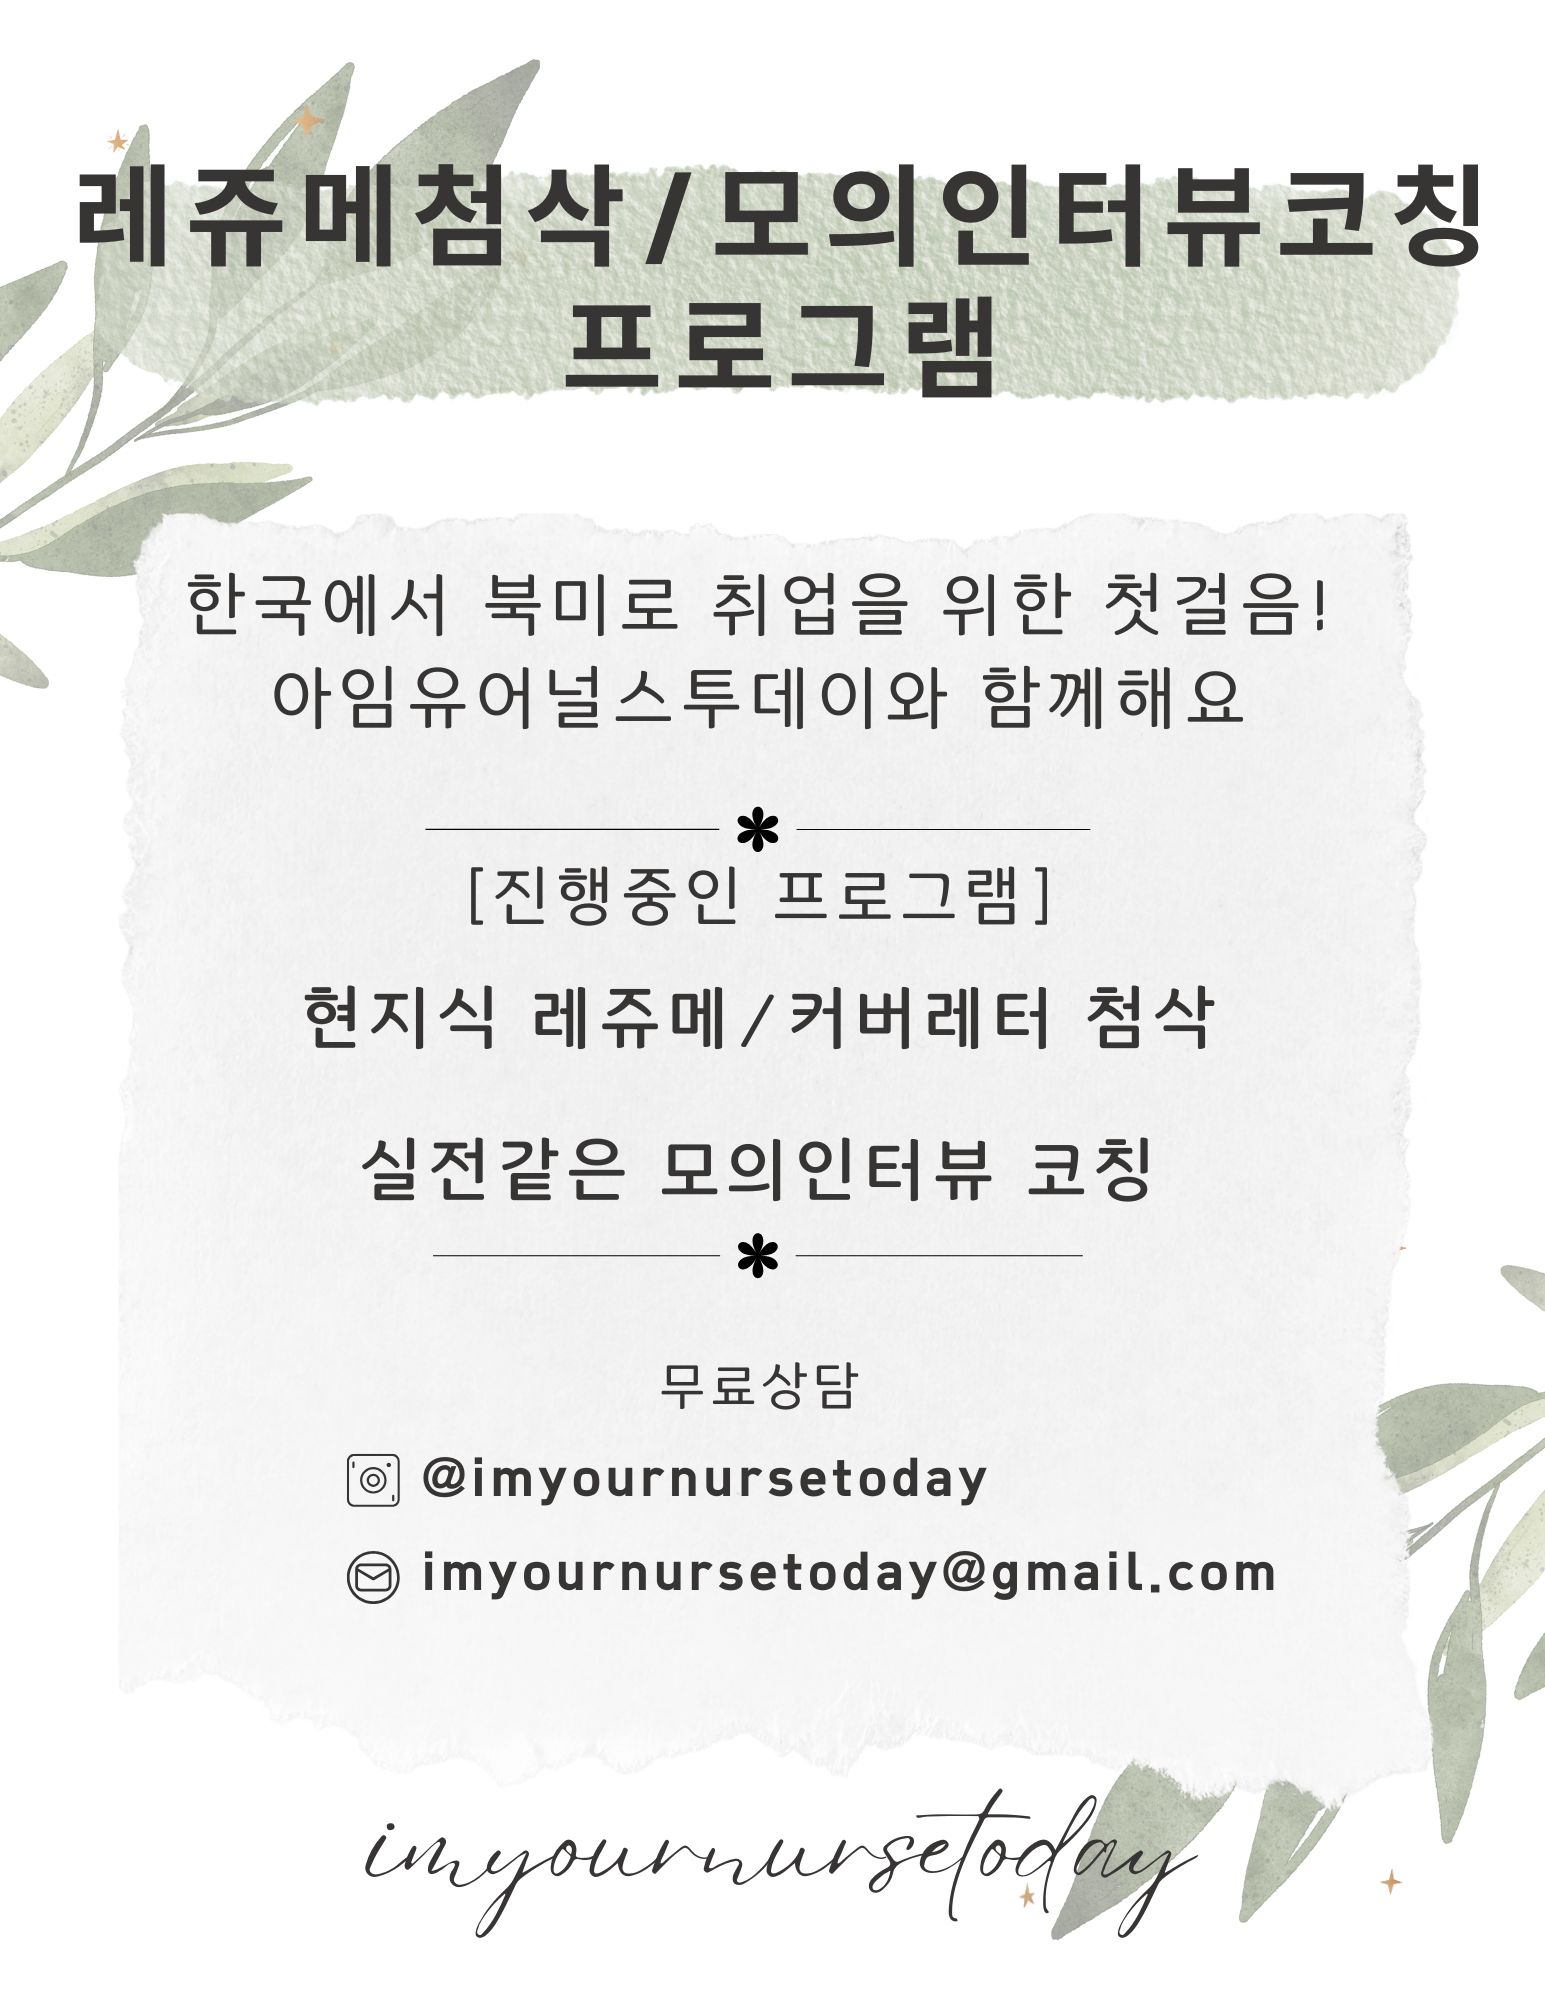 레쥬메첨삭/모의인터뷰코칭
프로그램
한국에서 북미로 취업을 위한 첫걸음!
아임유어널스투데이와 함께해요
[진행중인 프로그램]
현지식 레쥬메/커버레터 첨삭
실전같은 모의인터뷰 코칭
무료상담
@imyournursetoday
imyournursetoday@gmail.com
imyournursetoday